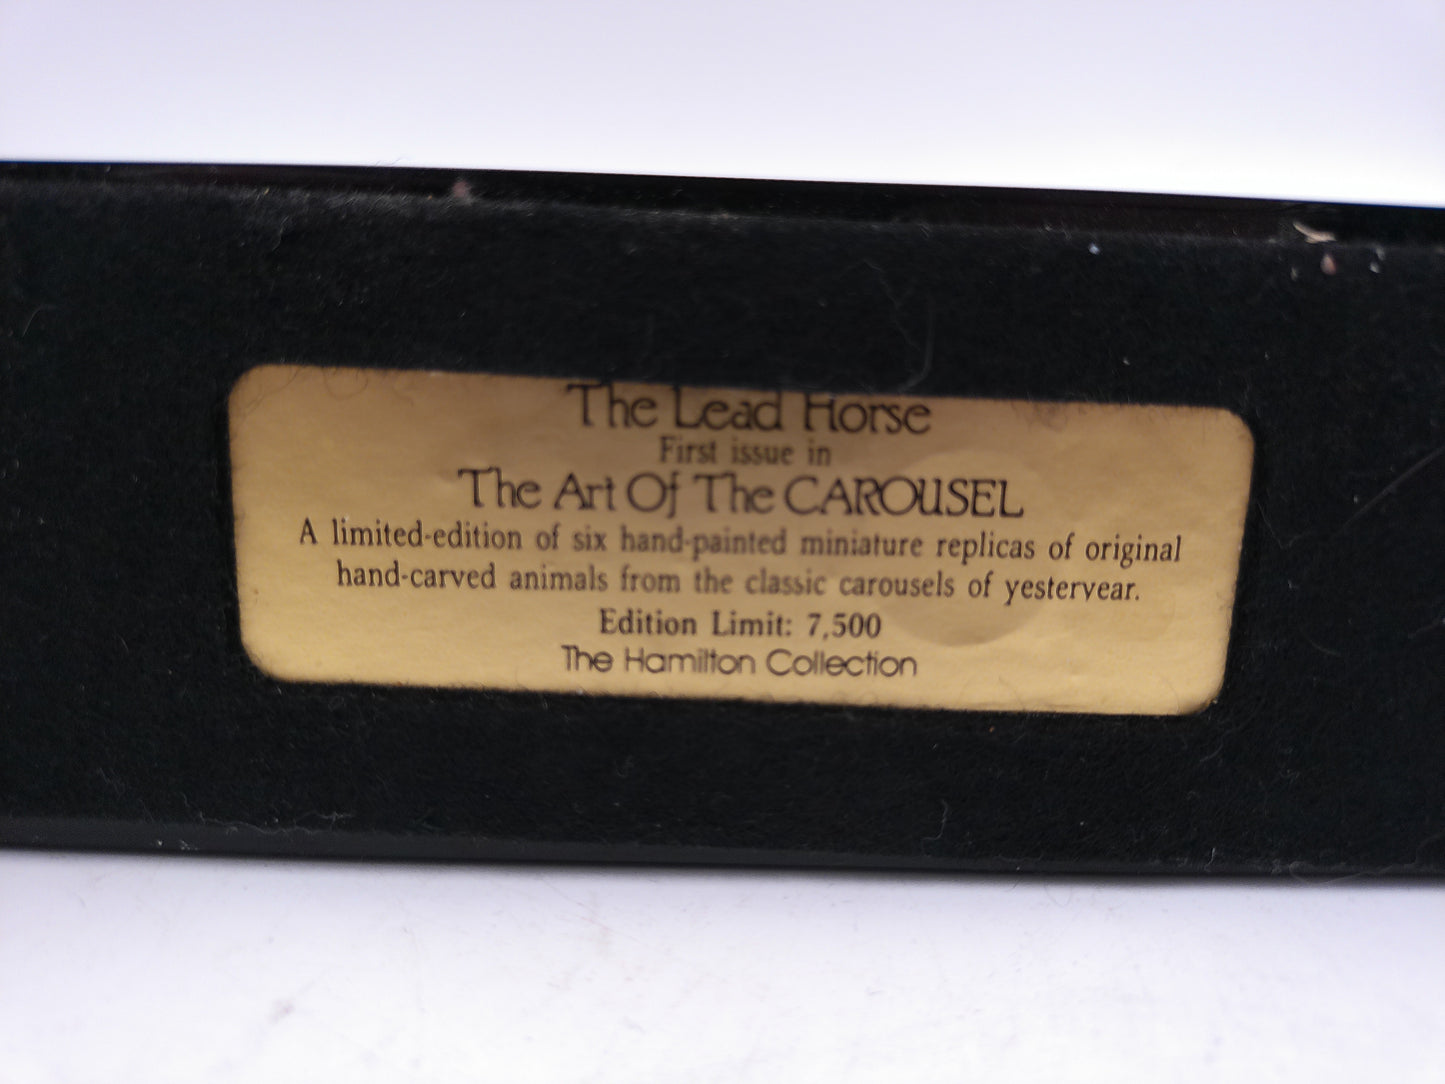 The Lead Horse
First issue in
The Art Of The CAROUSEL
A limited-edition of six hand-painted miniature replicas of original
hand-carved animals from the classic carousels of yesteryear.
Edition Limit: 7,500
The Hamilton Collection